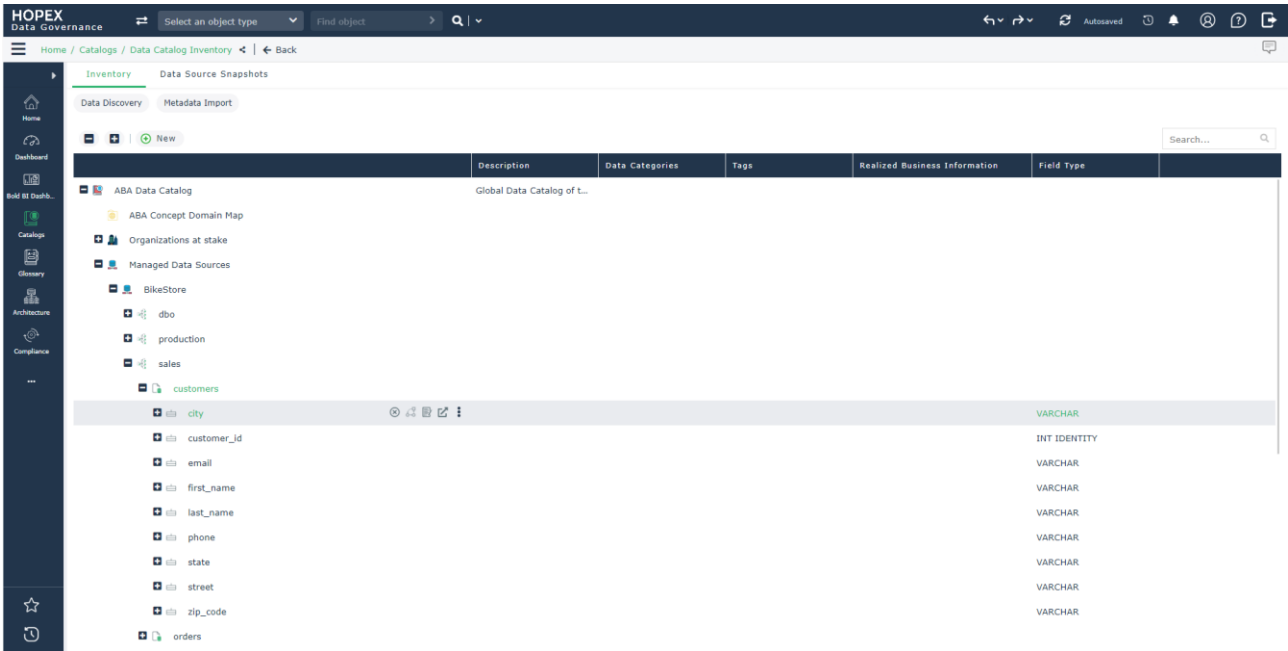 HOPEX
Data Governance
Select an object type
Find object
Autosaved
Home / Catalogs / Data Catalog Inventory
Back
Inventory
Data Source Snapshots
Data Discovery
Metadata Import
New
Search...
Home
Dashboard
Bold BI Dashb...
Catalogs
Glossary
Architecture
Compliance
...
Description Data Categories Tags Realized Business Information Field Type
ABA Data Catalog Global Data Catalog of t...
ABA Concept Domain Map
Organizations at stake
Managed Data Sources
BikeStore
dbo
production
sales
customers
city VARCHAR
customer_id INT IDENTITY
email VARCHAR
first_name VARCHAR
last_name VARCHAR
phone VARCHAR
state VARCHAR
street VARCHAR
zip_code VARCHAR
orders